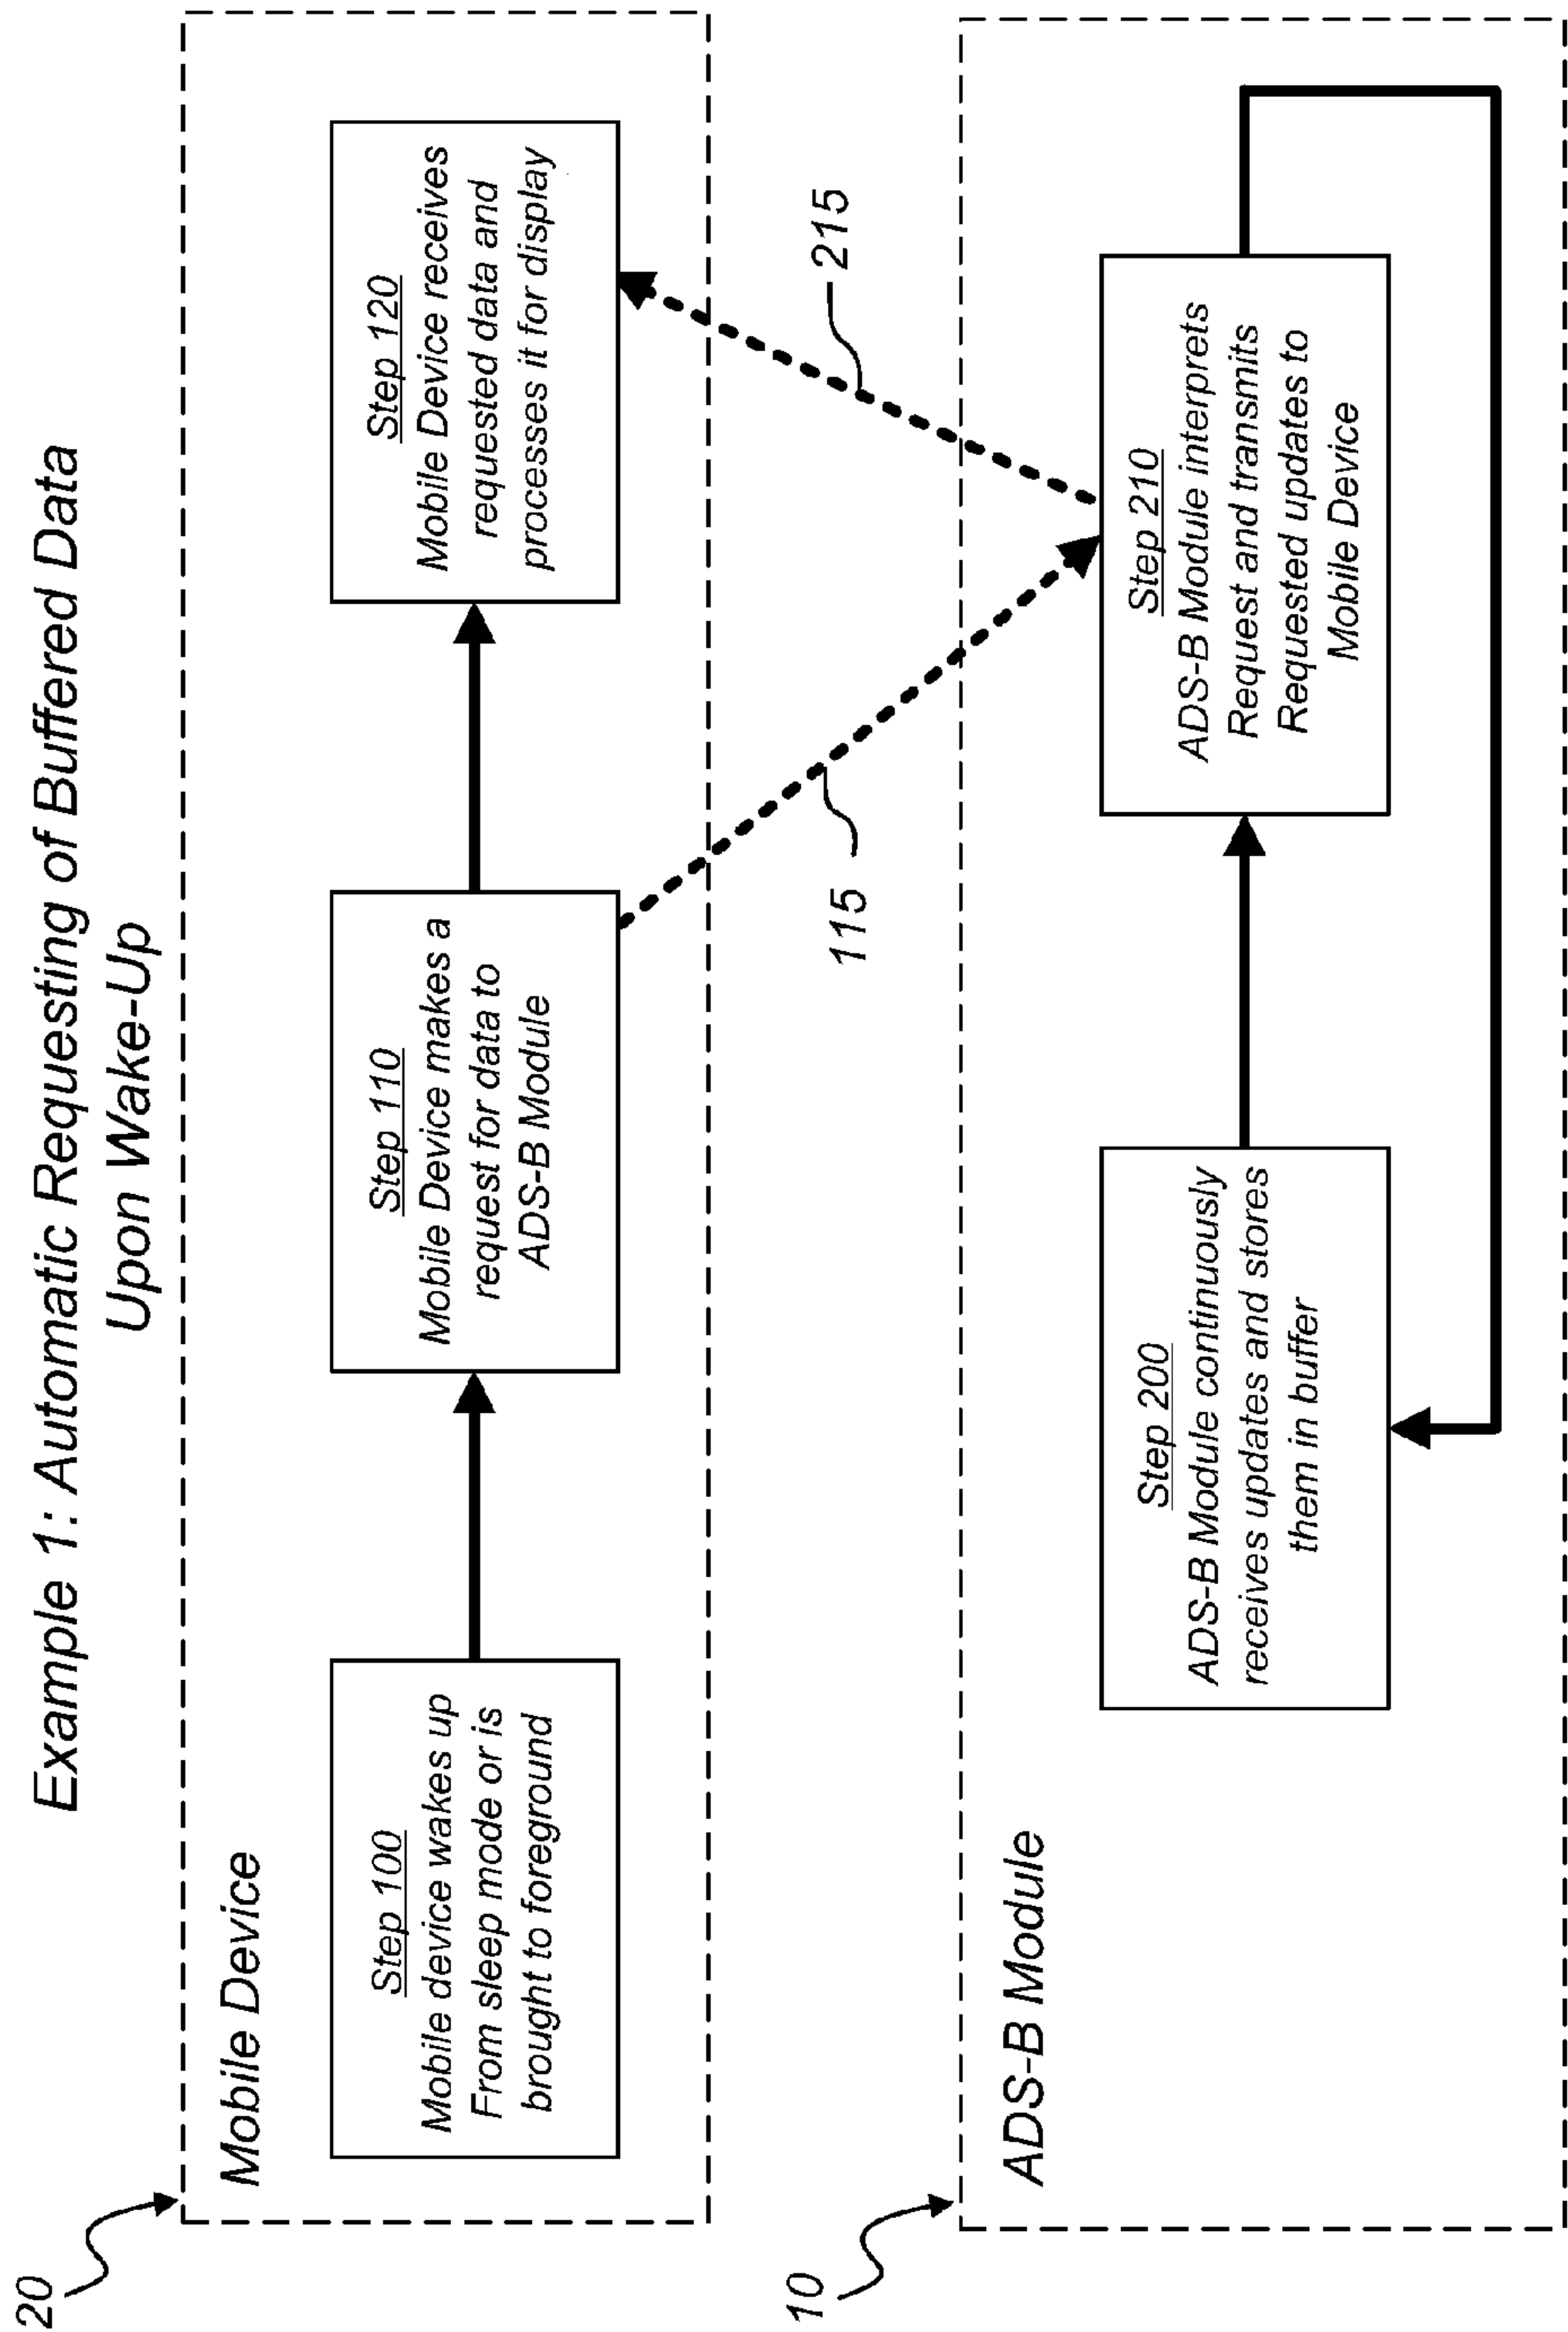 Example 1: Automatic Requesting of Buffered Data
Upon Wake-Up
20
Mobile Device
Step 100
Mobile device wakes up
From sleep mode or is
brought to foreground
Step 110
Mobile Device makes a
request for data to
ADS-B Module
Step 120
Mobile Device receives
requested data and
processes it for display
115
215
10
ADS-B Module
Step 200
ADS-B Module continuously
receives updates and stores
them in buffer
Step 210
ADS-B Module interprets
Request and transmits
Requested updates to
Mobile Device